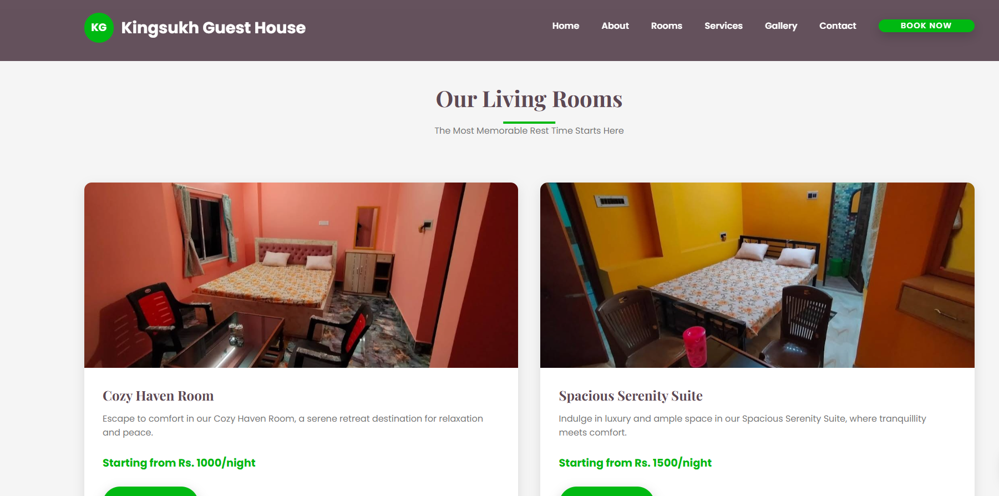 KG Kingsukh Guest House
Home About Rooms Services Gallery Contact BOOK NOW
Our Living Rooms
The Most Memorable Rest Time Starts Here
Cozy Haven Room
Escape to comfort in our Cozy Haven Room, a serene retreat destination for relaxation
and peace.
Starting from Rs. 1000/night
Spacious Serenity Suite
Indulge in luxury and ample space in our Spacious Serenity Suite, where tranquillity
meets comfort.
Starting from Rs. 1500/night